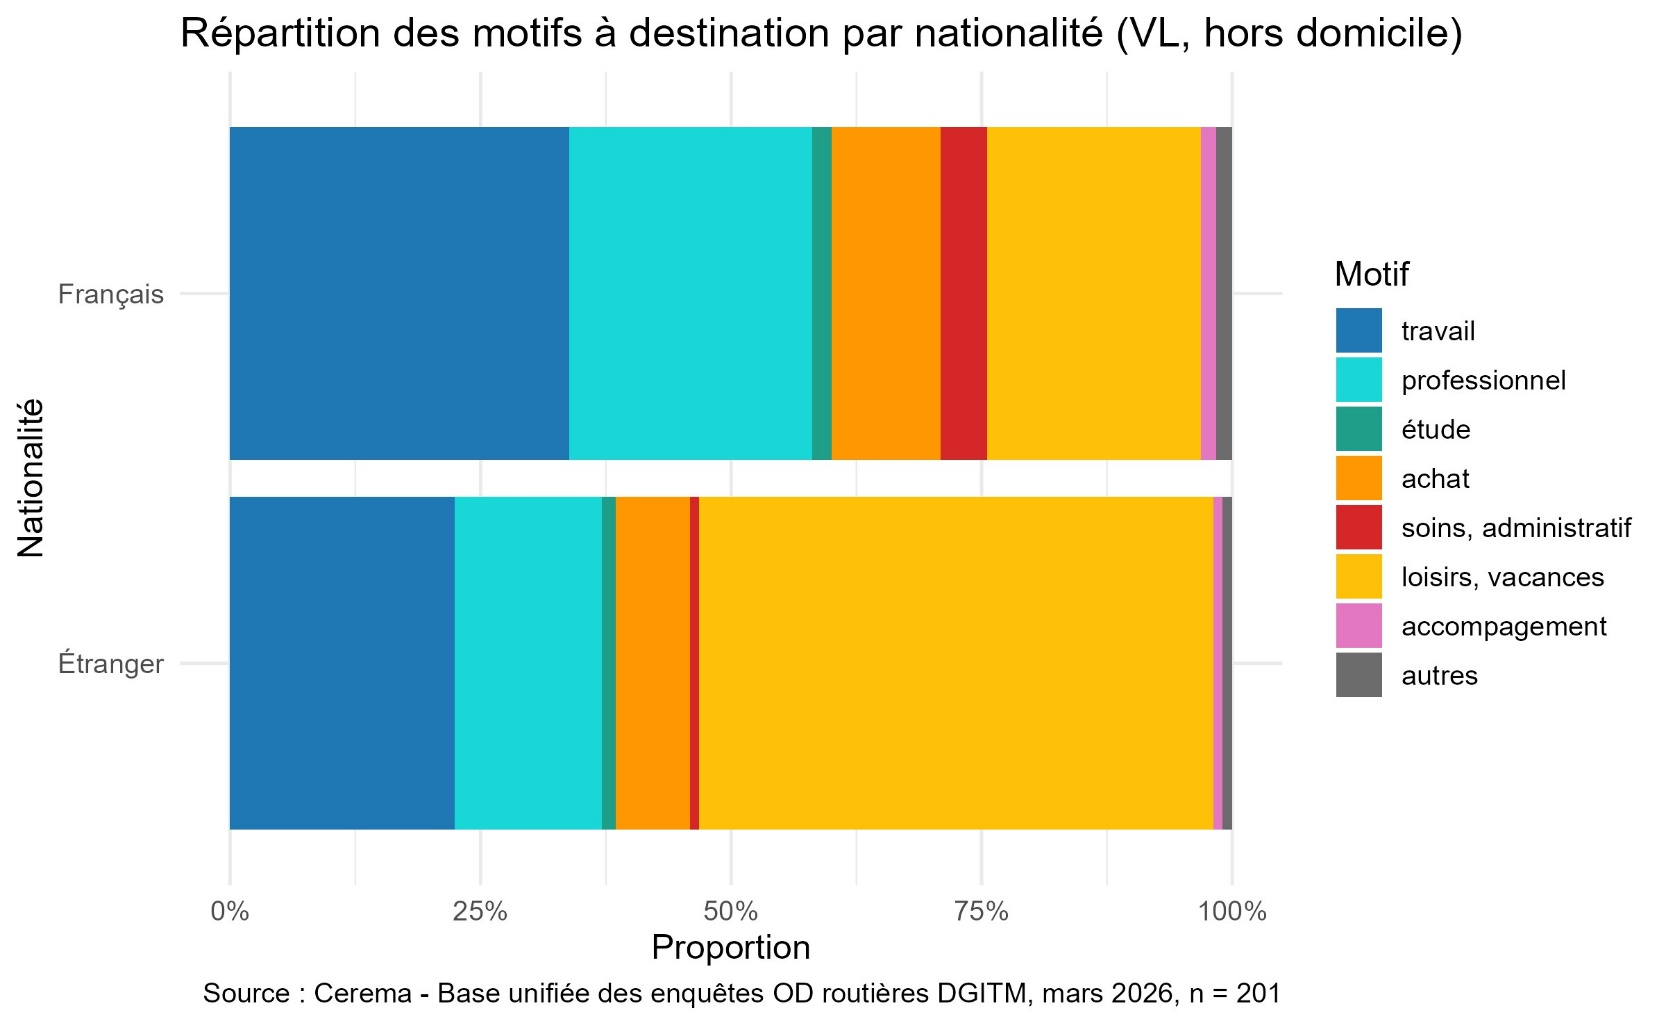 Répartition des motifs à destination par nationalité (VL, hors domicile)
Nationalité
Français
Étranger
0%
25%
50%
75%
100%
Proportion
Motif
travail
professionnel
étude
achat
soins, administratif
loisirs, vacances
accompagement
autres
Source : Cerema - Base unifiée des enquêtes OD routières DGITM, mars 2026, n = 201